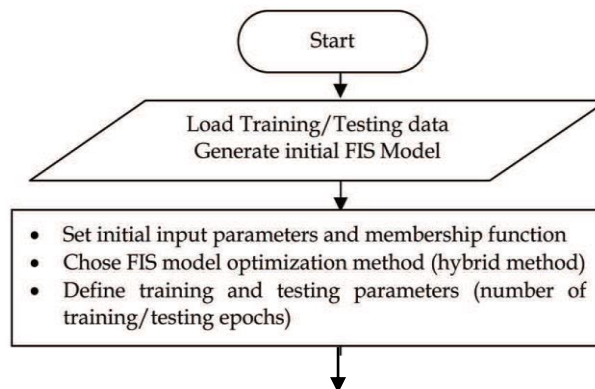 Start
Load Training/Testing data
Generate initial FIS Model
• Set initial input parameters and membership function
• Chose FIS model optimization method (hybrid method)
• Define training and testing parameters (number of
training/testing epochs)